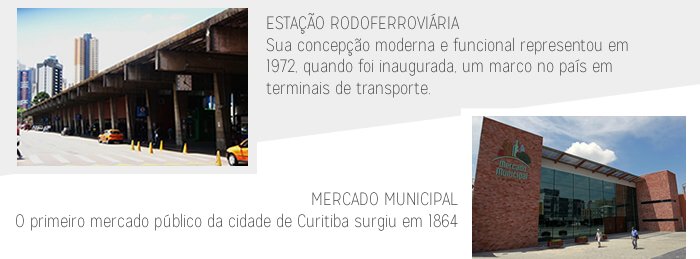 ESTAÇÃO RODOFERROVIÁRIA
Sua concepção moderna e funcional representou em
1972, quando foi inaugurada, um marco no país em
terminais de transporte.
mercado
municipal
MERCADO MUNICIPAL
O primeiro mercado público da cidade de Curitiba surgiu em 1864